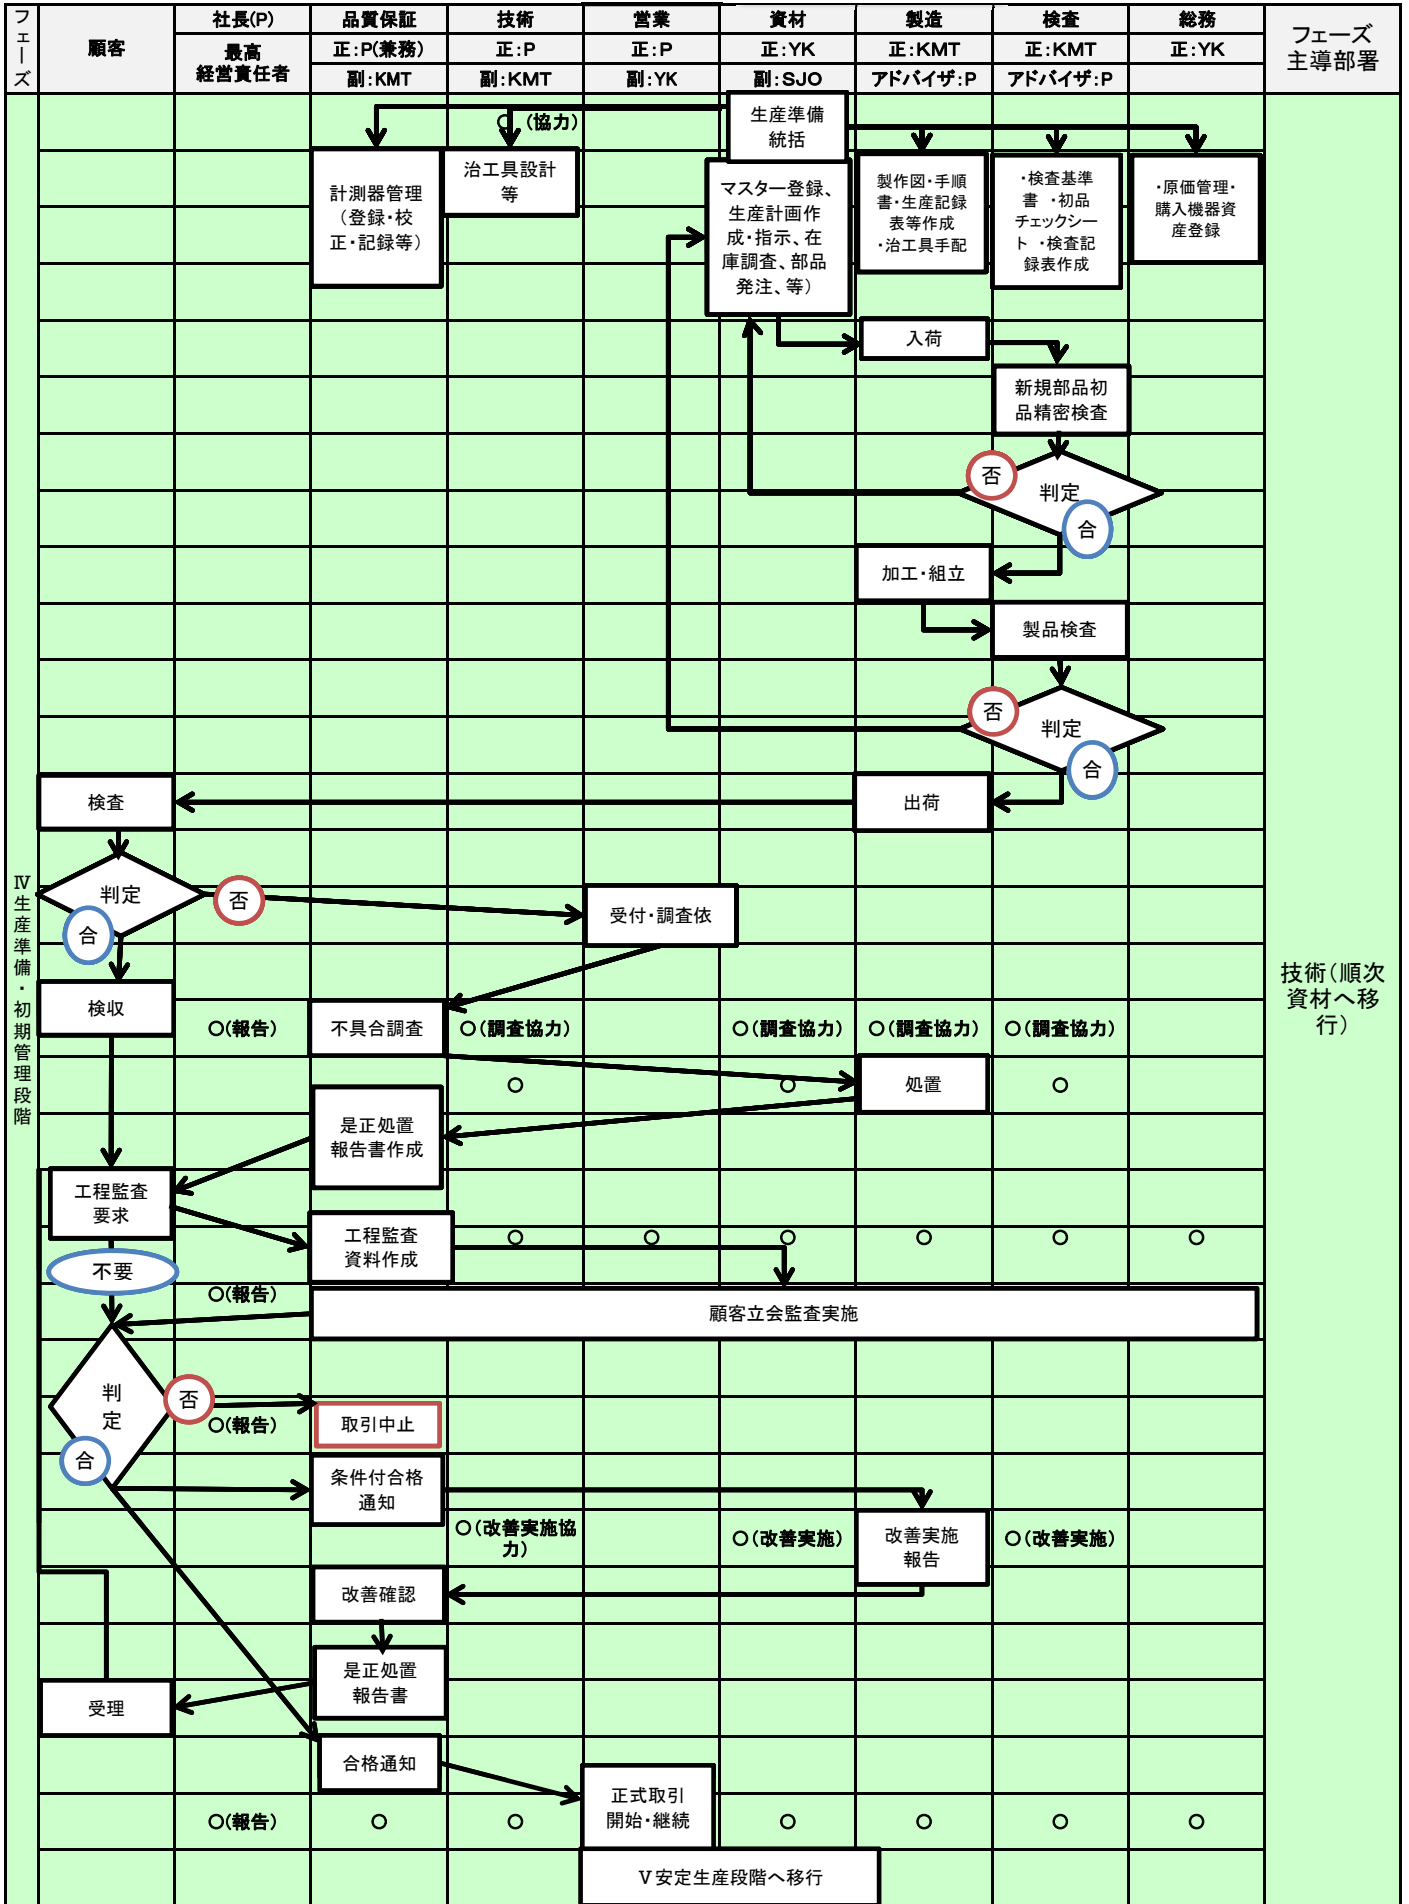 フェーズ
顧客
社長(P)
品質保証
技術
営業
資材
製造
検査
総務
フェーズ
主導部署
最高
経営責任者
正:P(兼務)
正:P
正:P
正:YK
正:KMT
正:KMT
正:YK
副:KMT
副:KMT
副:YK
副:SJO
アドバイザ:P
アドバイザ:P
Ⅳ生産準備・初期管理段階
技術(順次
資材へ移
行)
○(協力)
生産準備
統括
計測器管理
(登録・校
正・記録等)
治工具設計
等
マスター登録、
生産計画作
成・指示、在
庫調査、部品
発注、等)
製作図・手順
書・生産記録
表等作成
・治工具手配
・検査基準
書 ・初品
チェックシー
ト ・検査記
録表作成
・原価管理・
購入機器資
産登録
入荷
新規部品初
品精密検査
否
判定
合
加工・組立
製品検査
否
判定
合
検査
出荷
判定
否
合
受付・調査依
検収
○(報告)
不具合調査
○(調査協力)
○(調査協力)
○(調査協力)
○(調査協力)
○
○
処置
○
是正処置
報告書作成
工程監査
要求
工程監査
資料作成
○
○
○
○
○
○
不要
○(報告)
顧客立会監査実施
判
定
否
○(報告)
取引中止
合
条件付合格
通知
○(改善実施協
力)
○(改善実施)
改善実施
報告
○(改善実施)
改善確認
是正処置
報告書
受理
合格通知
正式取引
開始・継続
○(報告)
○
○
○
○
○
○
Ⅴ安定生産段階へ移行